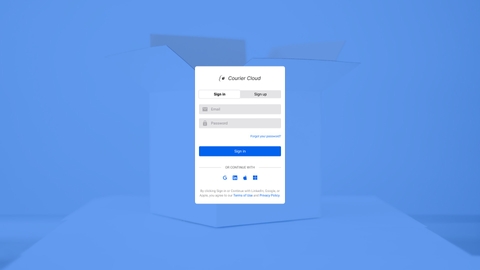 Courier Cloud
Sign in
Sign up
Email
Password
Forgot your password?
Sign in
OR CONTINUE WITH
By clicking Sign in or Continue with LinkedIn, Google, or
Apple, you agree to our Terms of Use and Privacy Policy